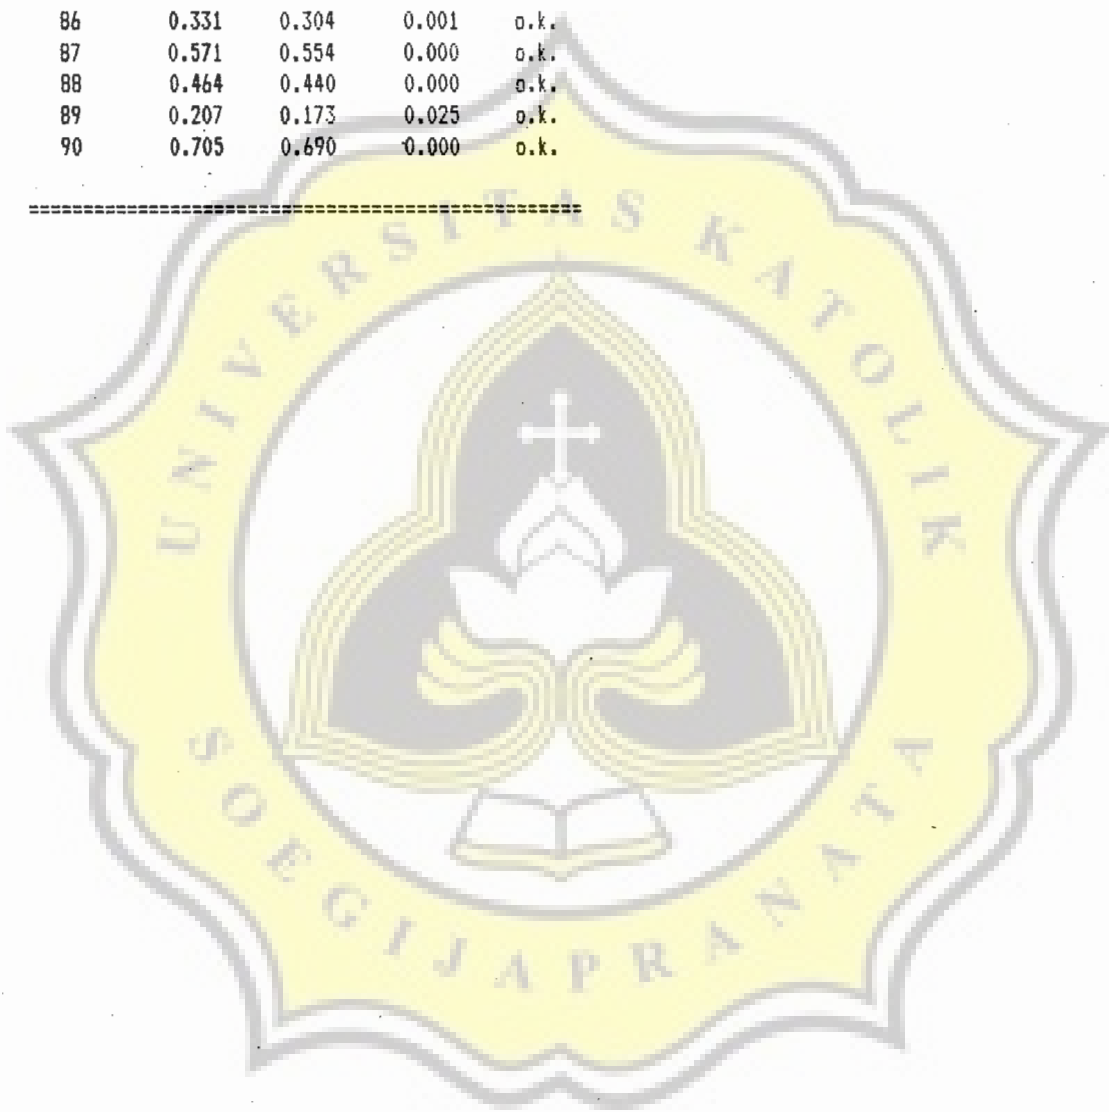 86 0.331 0.304 0.001 o.k.
87 0.571 0.554 0.000 o.k.
88 0.464 0.440 0.000 o.k.
89 0.207 0.173 0.025 o.k.
90 0.705 0.690 0.000 o.k.
==================================================
UNIVERSITAS KATOLIK
SOEGIJAPRANATA